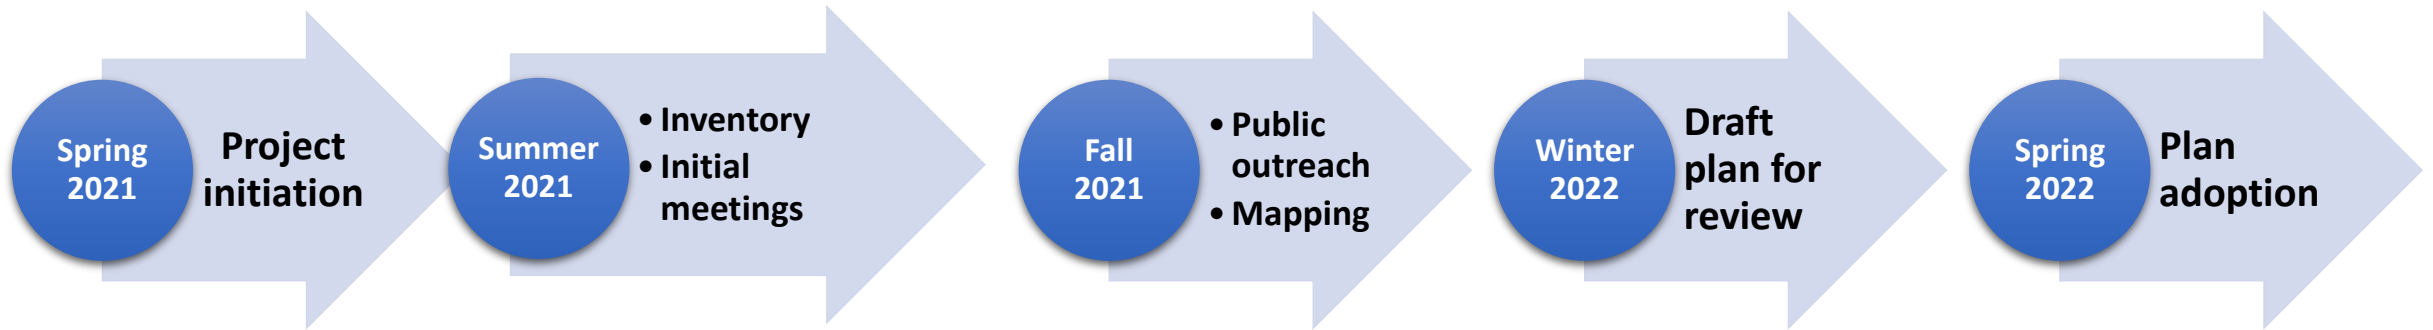 Spring
2021
Project
initiation
Summer
2021
• Inventory
• Initial
meetings
Fall
2021
• Public
outreach
• Mapping
Winter
2022
Draft
plan for
review
Spring
2022
Plan
adoption